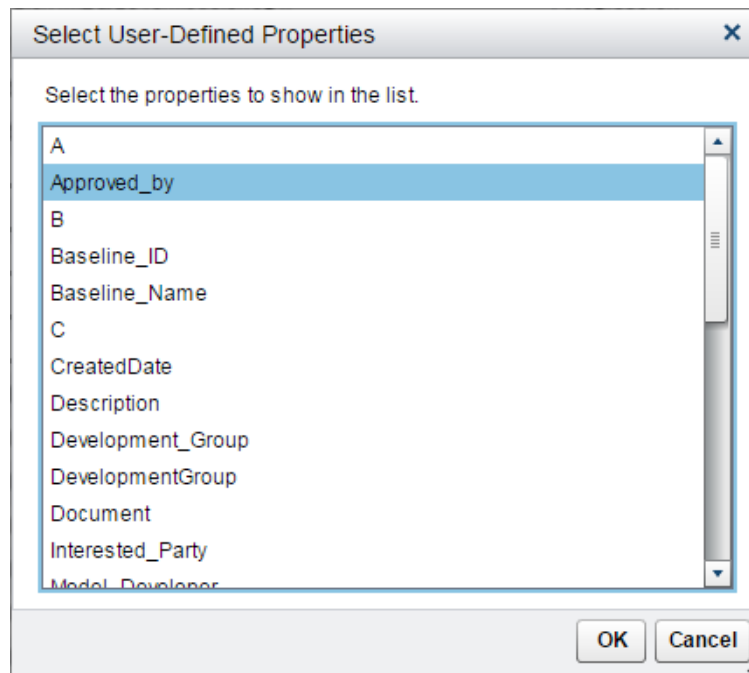 Select User-Defined Properties
Select the properties to show in the list.
A
Approved_by
B
Baseline_ID
Baseline_Name
C
CreatedDate
Description
Development_Group
DevelopmentGroup
Document
Interested_Party
Model_Developer
OK Cancel